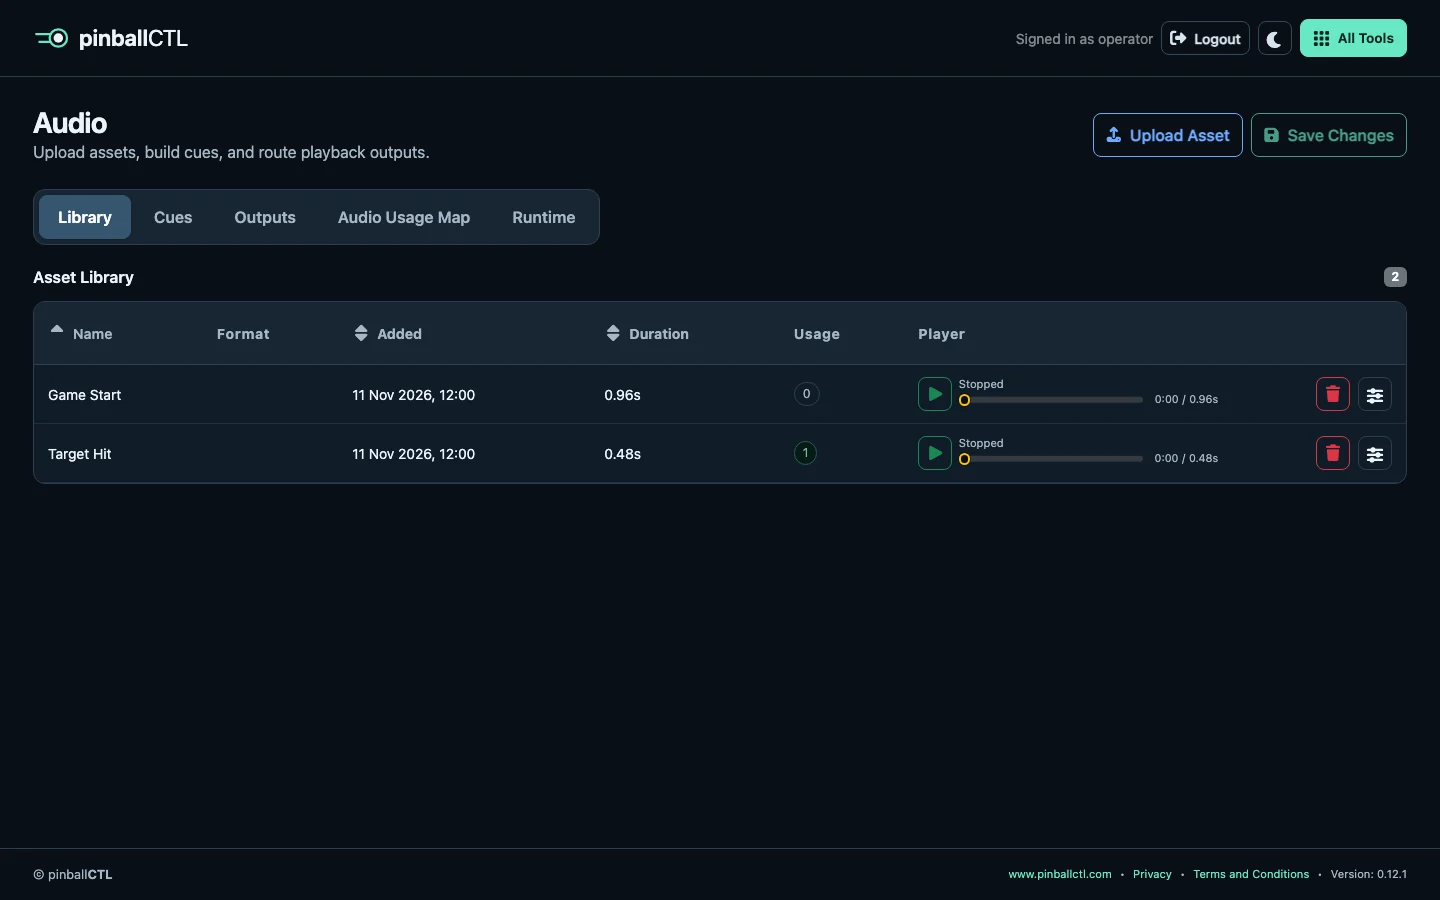 pinballCTL
Signed in as operator
Logout
All Tools
Audio
Upload assets, build cues, and route playback outputs.
Upload Asset
Save Changes
Library
Cues
Outputs
Audio Usage Map
Runtime
Asset Library
2
Name
Format
Added
Duration
Usage
Player
Game Start
11 Nov 2026, 12:00
0.96s
0
Stopped
0:00 / 0.96s
Target Hit
11 Nov 2026, 12:00
0.48s
1
Stopped
0:00 / 0.48s
© pinballCTL
www.pinballctl.com • Privacy • Terms and Conditions • Version: 0.12.1